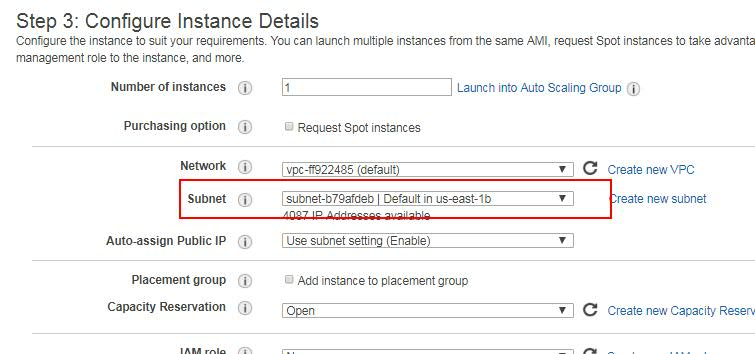 Step 3: Configure Instance Details
Configure the instance to suit your requirements. You can launch multiple instances from the same AMI, request Spot instances to take advanta
management role to the instance, and more.
Number of instances i 1 Launch into Auto Scaling Group i
Purchasing option i Request Spot instances
Network i vpc-ff922485 (default) Create new VPC
Subnet i subnet-b79afdeb | Default in us-east-1b Create new subnet
4087 IP Addresses available
Auto-assign Public IP i Use subnet setting (Enable)
Placement group i Add instance to placement group
Capacity Reservation i Open Create new Capacity Reserv
IAM role i